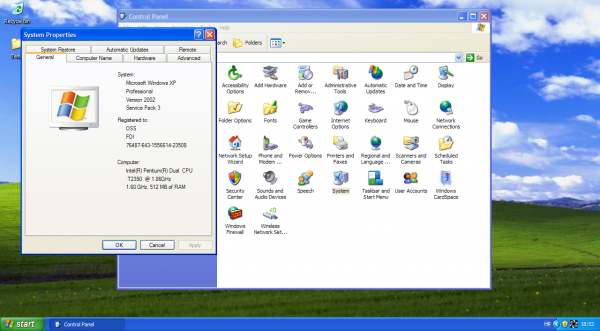 Recycle Bin
System Properties
System Restore
Automatic Updates
Remote
General
Computer Name
Hardware
Advanced
System:
Microsoft Windows XP
Professional
Version 2002
Service Pack 3
Registered to:
DSS
FOI
76487-643-1556614-23508
Computer:
Intel(R) Pentium(R) Dual CPU
T2390 @ 1.86GHz
1.60 GHz, 512 MB of RAM
OK
Cancel
Apply
Control Panel
Folders
Go
Accessibility Options
Add Hardware
Add or Remov...
Administrative Tools
Automatic Updates
Date and Time
Display
Folder Options
Fonts
Game Controllers
Internet Options
Keyboard
Mouse
Network Connections
Network Setup Wizard
Phone and Modem ...
Power Options
Printers and Faxes
Regional and Language ...
Scanners and Cameras
Scheduled Tasks
Security Center
Sounds and Audio Devices
Speech
System
Taskbar and Start Menu
User Accounts
Windows CardSpace
Windows Firewall
Wireless Network Set...
start
Control Panel
HR
18:52